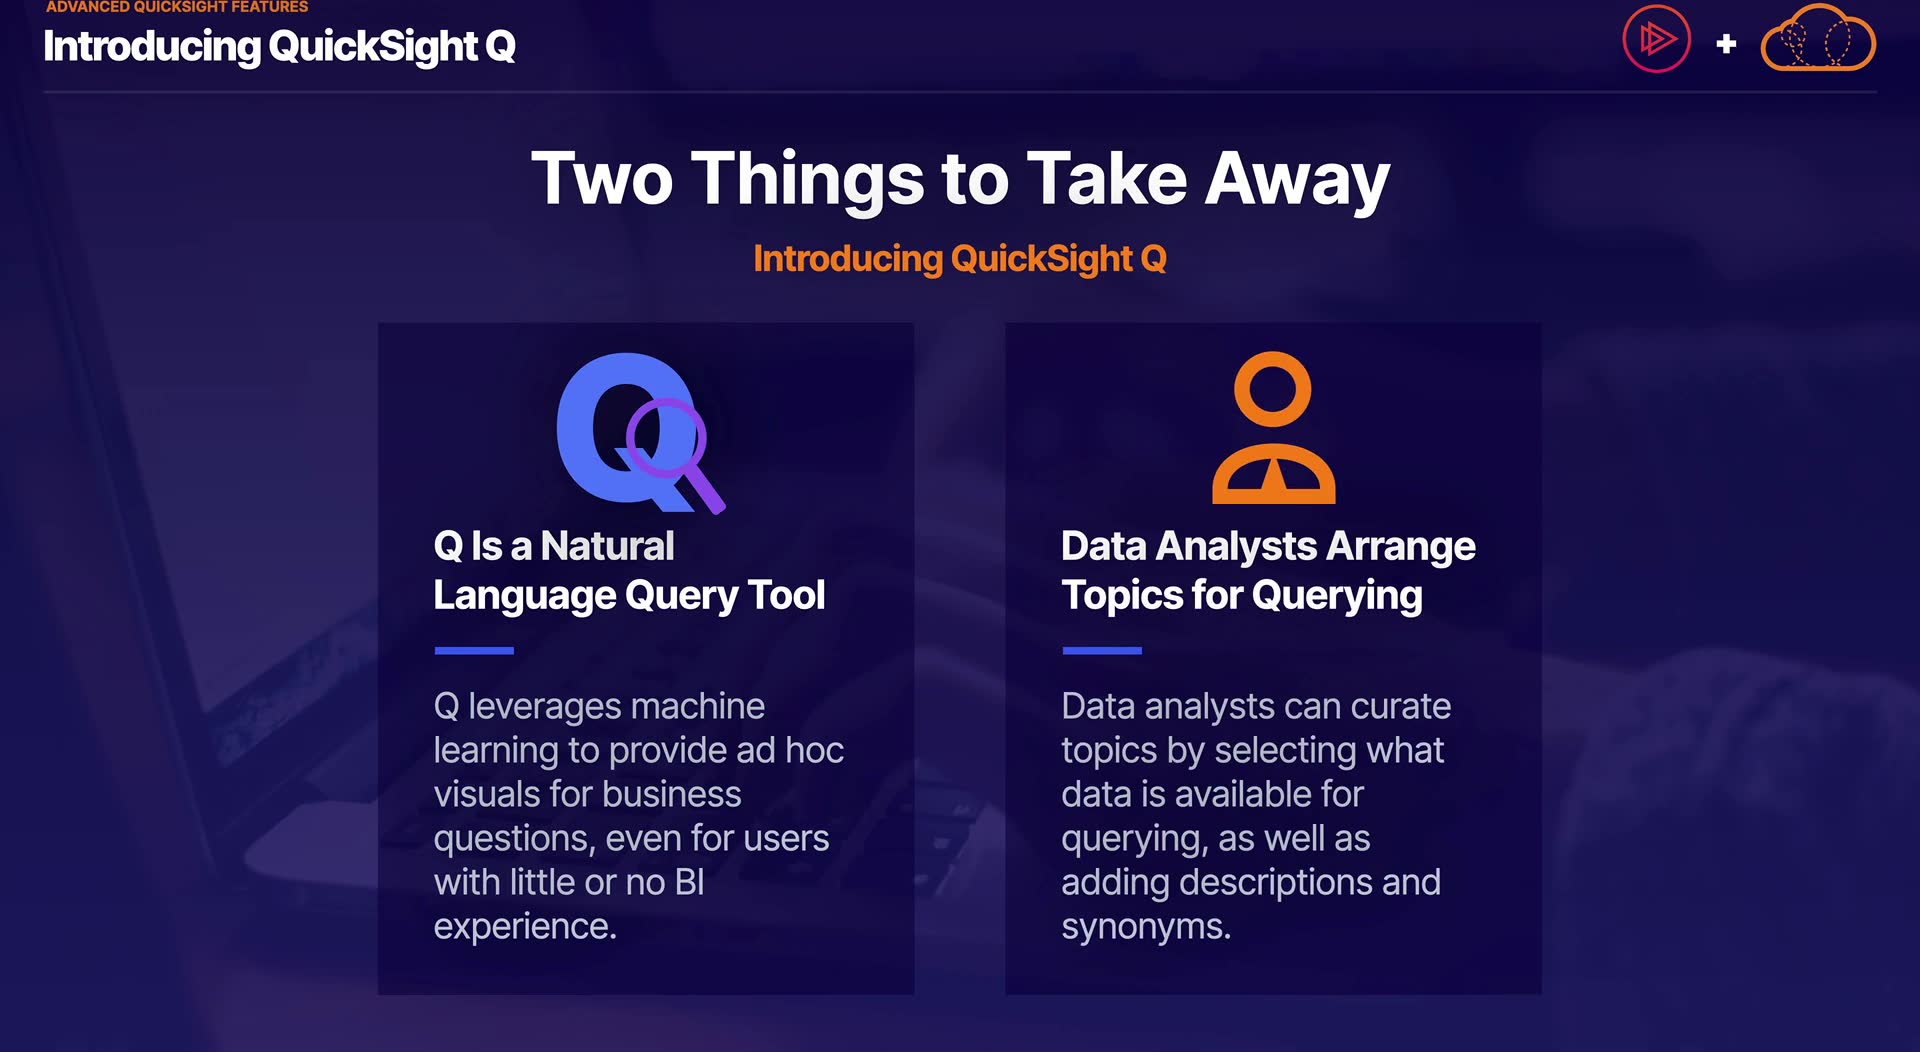 ADVANCED QUICKSIGHT FEATURES
Introducing QuickSight Q
Two Things to Take Away
Introducing QuickSight Q
Q Is a Natural
Language Query Tool
Q leverages machine
learning to provide ad hoc
visuals for business
questions, even for users
with little or no BI
experience.
Data Analysts Arrange
Topics for Querying
Data analysts can curate
topics by selecting what
data is available for
querying, as well as
adding descriptions and
synonyms.